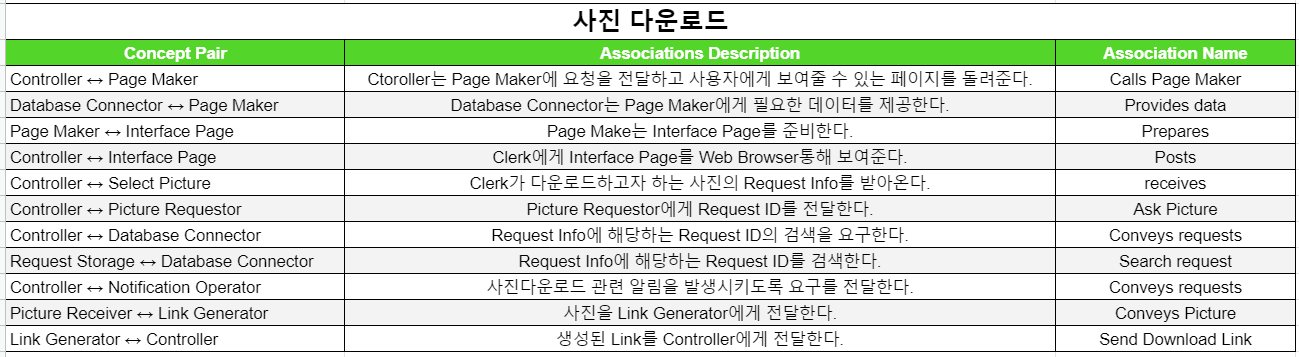 사진 다운로드
Concept Pair Associations Description Association Name
Controller ↔ Page Maker Ctoroller는 Page Maker에 요청을 전달하고 사용자에게 보여줄 수 있는 페이지를 돌려준다. Calls Page Maker
Database Connector ↔ Page Maker Database Connector는 Page Maker에게 필요한 데이터를 제공한다. Provides data
Page Maker ↔ Interface Page Page Make는 Interface Page를 준비한다. Prepares
Controller ↔ Interface Page Clerk에게 Interface Page를 Web Browser통해 보여준다. Posts
Controller ↔ Select Picture Clerk가 다운로드하고자 하는 사진의 Request Info를 받아온다. receives
Controller ↔ Picture Requestor Picture Requestor에게 Request ID를 전달한다. Ask Picture
Controller ↔ Database Connector Request Info에 해당하는 Request ID의 검색을 요구한다. Conveys requests
Request Storage ↔ Database Connector Request Info에 해당하는 Request ID를 검색한다. Search request
Controller ↔ Notification Operator 사진다운로드 관련 알림을 발생시키도록 요구를 전달한다. Conveys requests
Picture Receiver ↔ Link Generator 사진을 Link Generator에게 전달한다. Conveys Picture
Link Generator ↔ Controller 생성된 Link를 Controller에게 전달한다. Send Download Link